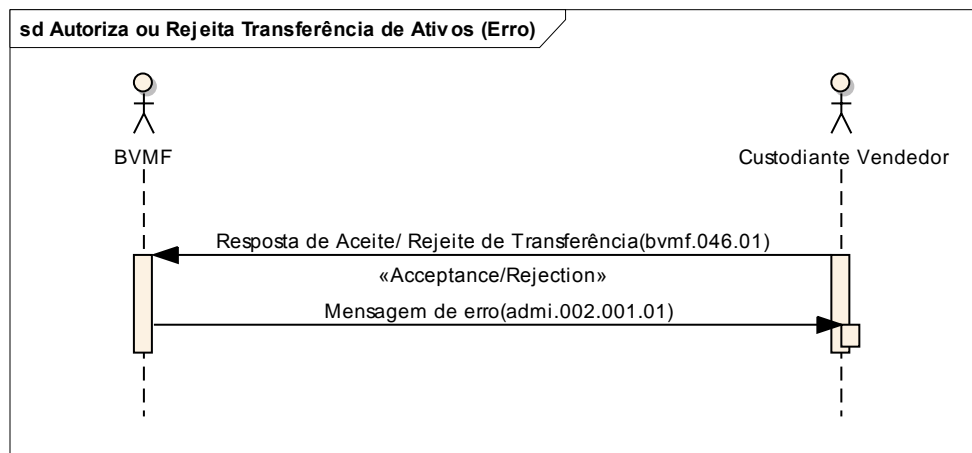 sd Autoriza ou Rejeita Transferência de Ativos (Erro)
BVMF
Custodiante Vendedor
Resposta de Aceite/ Rejeite de Transferência(bvmf.046.01)
«Acceptance/Rejection»
Mensagem de erro(admi.002.001.01)